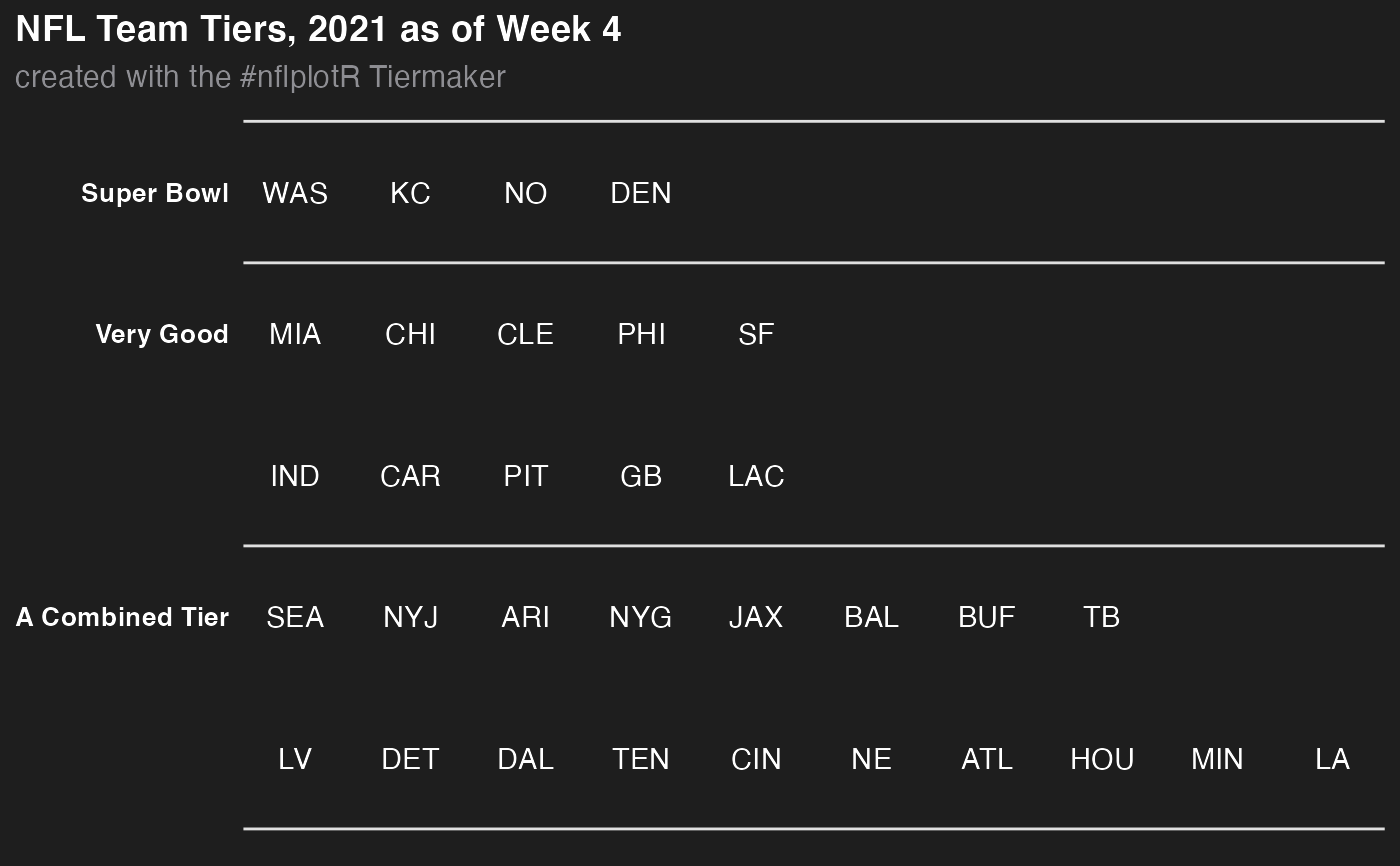 NFL Team Tiers, 2021 as of Week 4
created with the #nflplotR Tiermaker
Super Bowl WAS KC NO DEN
Very Good MIA CHI CLE PHI SF
IND CAR PIT GB LAC
A Combined Tier SEA NYJ ARI NYG JAX BAL BUF TB
LV DET DAL TEN CIN NE ATL HOU MIN LA